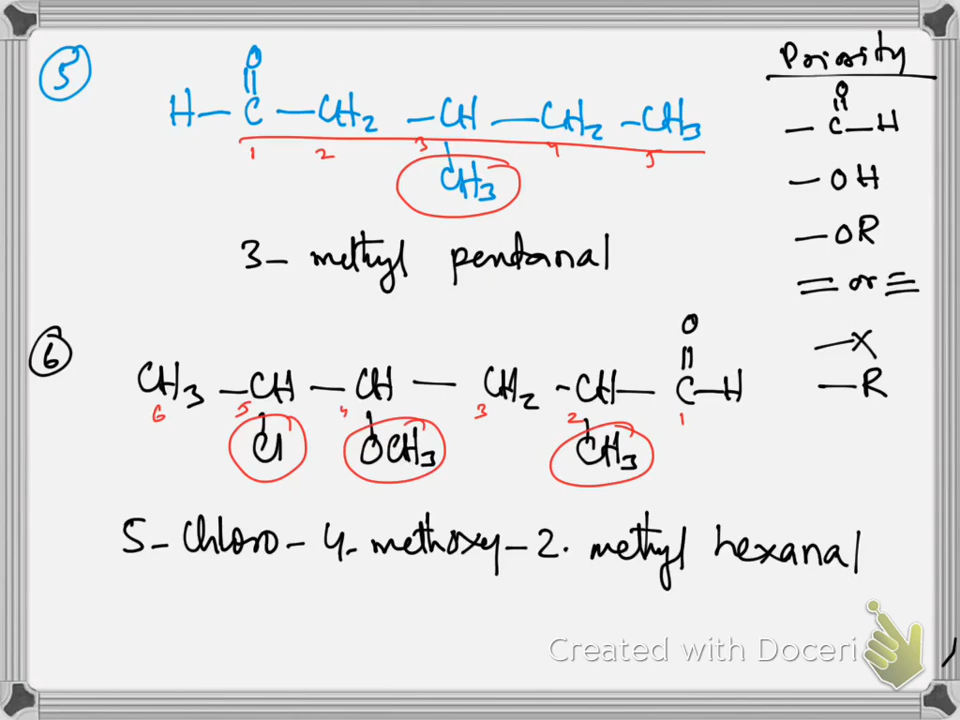 5
O
H – C – CH2 – CH – CH2 – CH3
1 2 3 4 5
CH3
3- methyl pendanal
Priority
O
– C – H
– OH
– OR
= or ≡
– X
– R
6
O
CH3 – CH – CH – CH2 – CH – C – H
6 5 4 3 2 1
Cl OCH3 CH3
5- chloro- 4- methoxy- 2. methyl hexanal
Created with Doceri